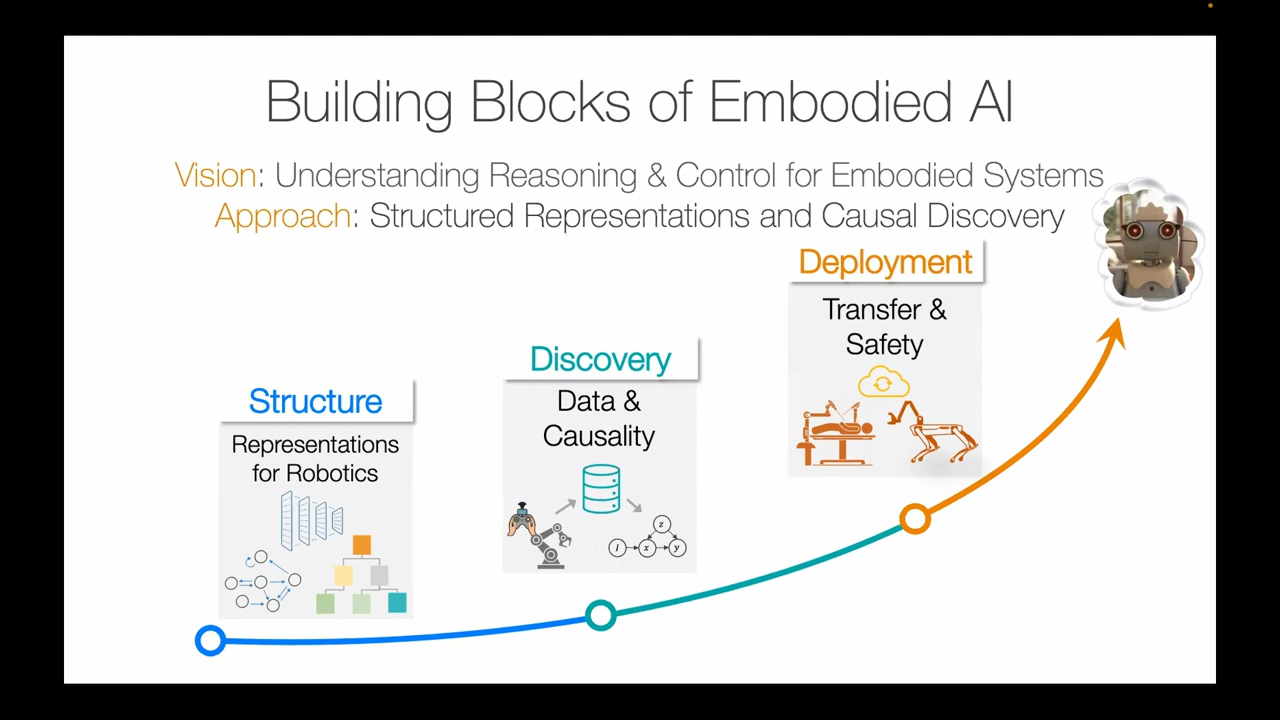 Building Blocks of Embodied AI
Vision: Understanding Reasoning & Control for Embodied Systems
Approach: Structured Representations and Causal Discovery
Structure
Representations
for Robotics
Discovery
Data &
Causality
z
l
x
y
Deployment
Transfer &
Safety